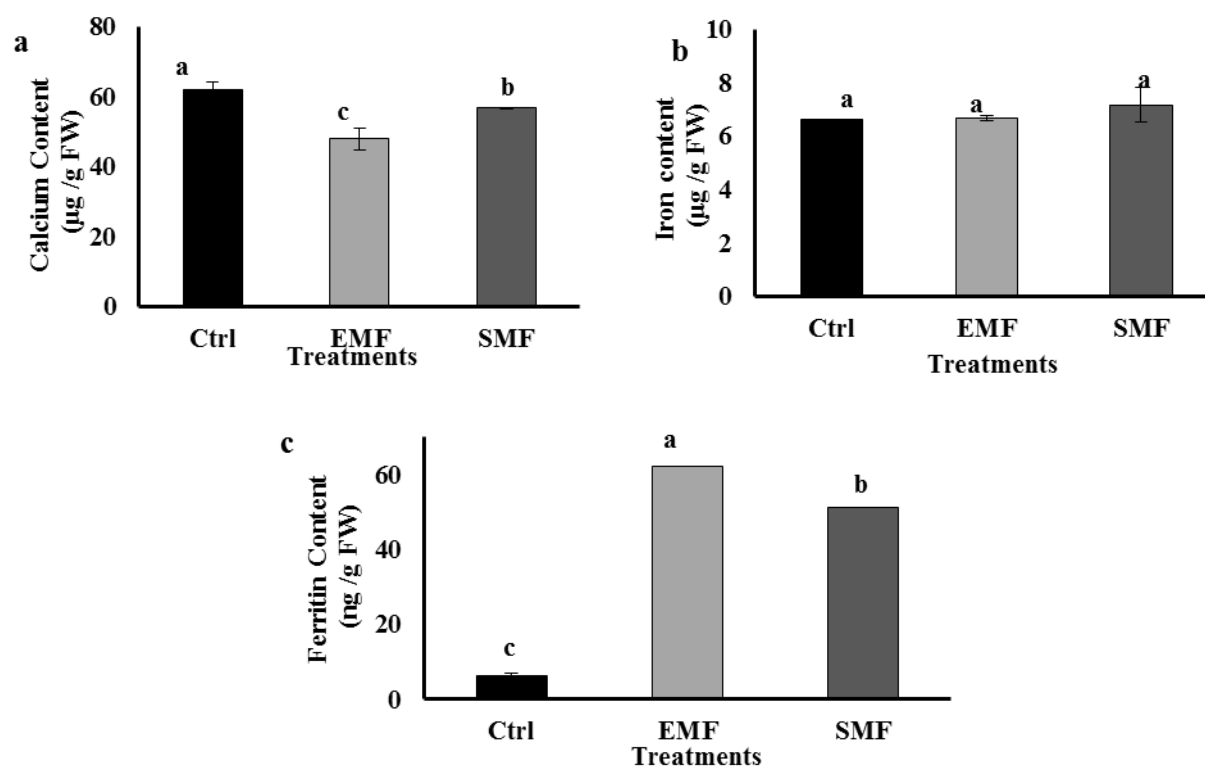 a
Calcium Content
(µg /g FW)
80
60
40
20
0
a
c
b
Ctrl
EMF
SMF
Treatments
b
Iron content
(µg /g FW)
10
8
6
4
2
0
a
a
a
Ctrl
EMF
SMF
Treatments
c
Ferritin Content
(ng /g FW)
60
40
20
0
c
a
b
Ctrl
EMF
SMF
Treatments